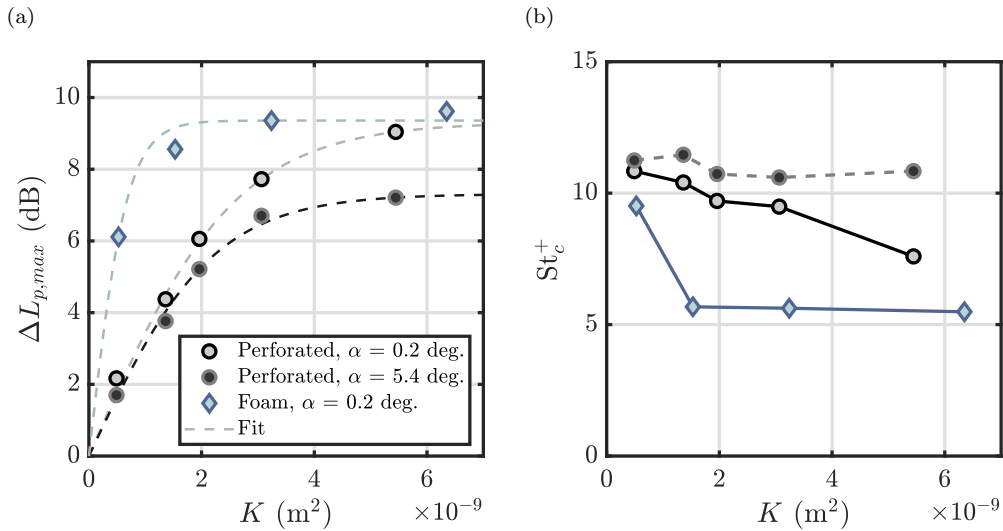 (a)
10
8
6
4
2
0
ΔL_{p,max} (dB)
Perforated, α = 0.2 deg.
Perforated, α = 5.4 deg.
Foam, α = 0.2 deg.
Fit
0 2 4 6
K (m²) ×10⁻⁹
(b)
15
10
5
0
St_c^+
0 2 4 6
K (m²) ×10⁻⁹